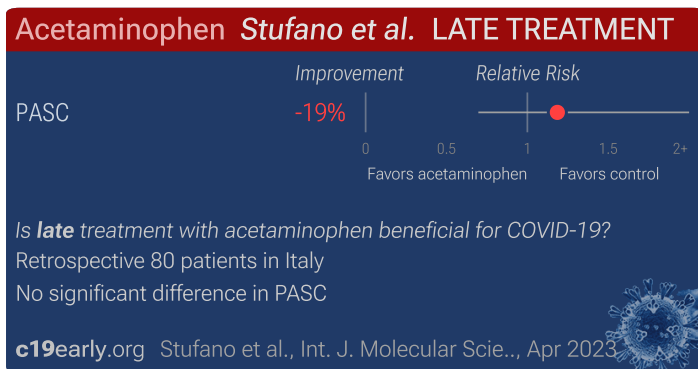 Acetaminophen Stufano et al. LATE TREATMENT
Improvement Relative Risk
PASC -19%
0 0.5 1 1.5 2+
Favors acetaminophen Favors control
Is late treatment with acetaminophen beneficial for COVID-19?
Retrospective 80 patients in Italy
No significant difference in PASC
c19early.org Stufano et al., Int. J. Molecular Scie.., Apr 2023